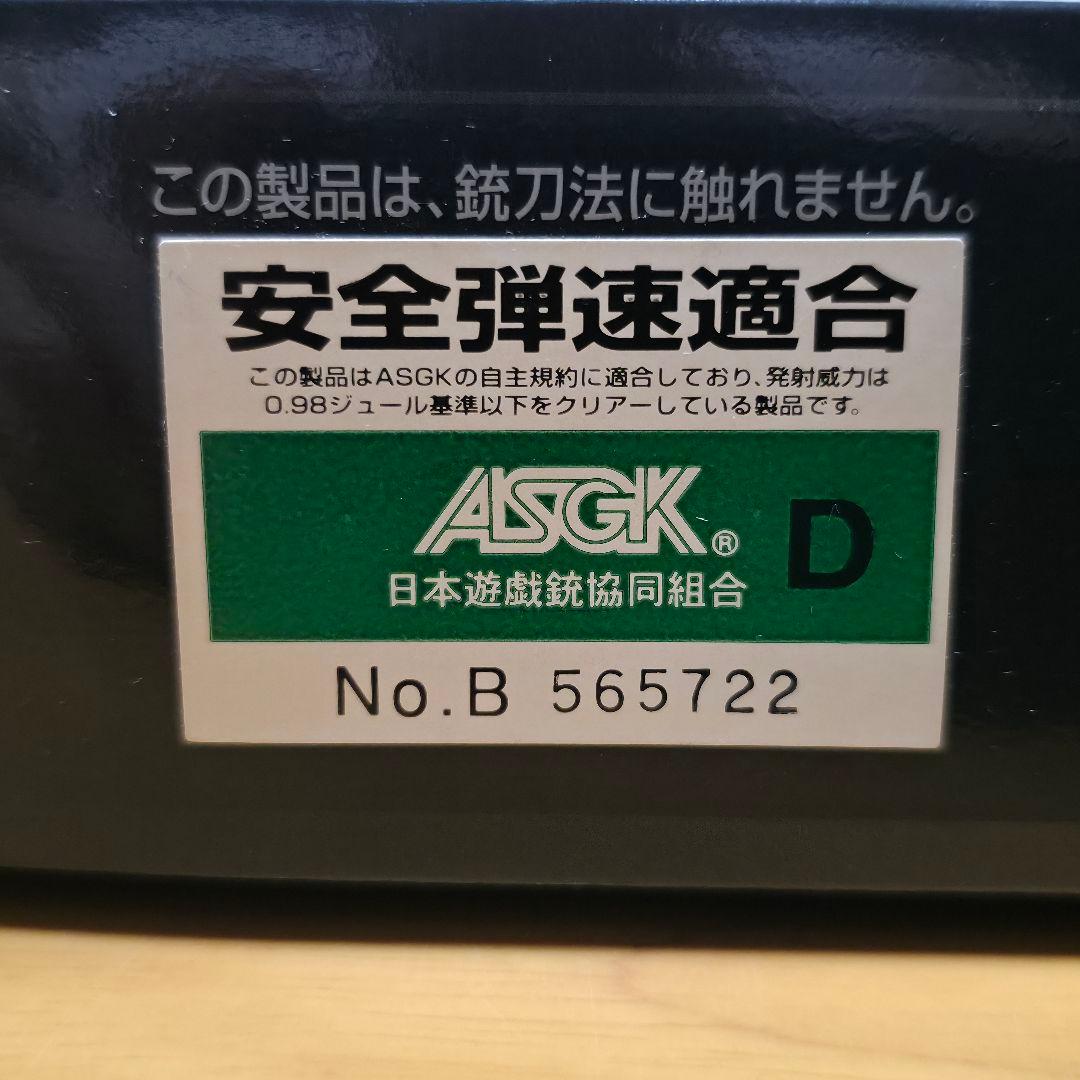 この製品は、銃刀法に触れません。
安全弾速適合
この製品はASGKの自主規約に適合しており、発射威力は
0.98ジュール基準以下をクリアーしている製品です。
ASGK®
D
日本遊戯銃協同組合
No.B 565722